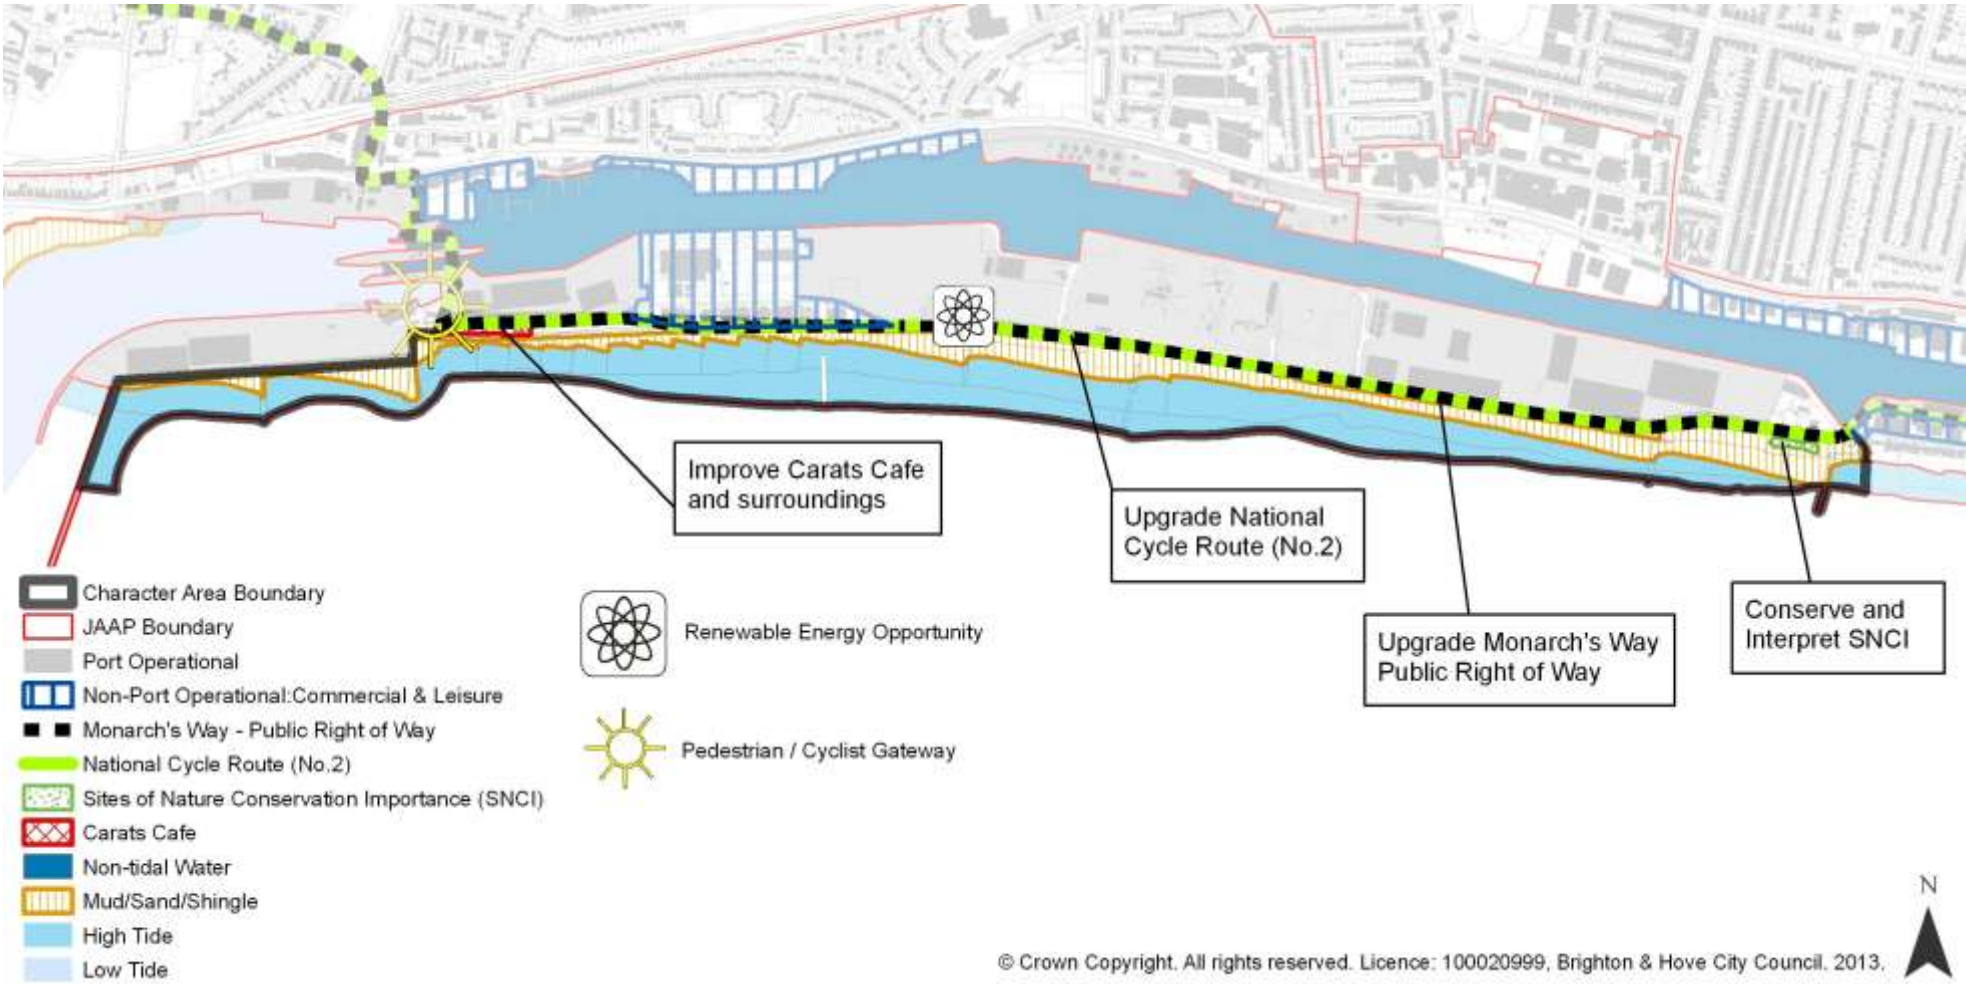 Improve Carats Cafe
and surroundings
Upgrade National
Cycle Route (No.2)
Upgrade Monarch's Way
Public Right of Way
Conserve and
Interpret SNCI
Character Area Boundary
JAAP Boundary
Port Operational
Non-Port Operational:Commercial & Leisure
Monarch's Way - Public Right of Way
National Cycle Route (No.2)
Sites of Nature Conservation Importance (SNCI)
Carats Cafe
Non-tidal Water
Mud/Sand/Shingle
High Tide
Low Tide
Renewable Energy Opportunity
Pedestrian / Cyclist Gateway
N
© Crown Copyright. All rights reserved. Licence: 100020999, Brighton & Hove City Council. 2013.